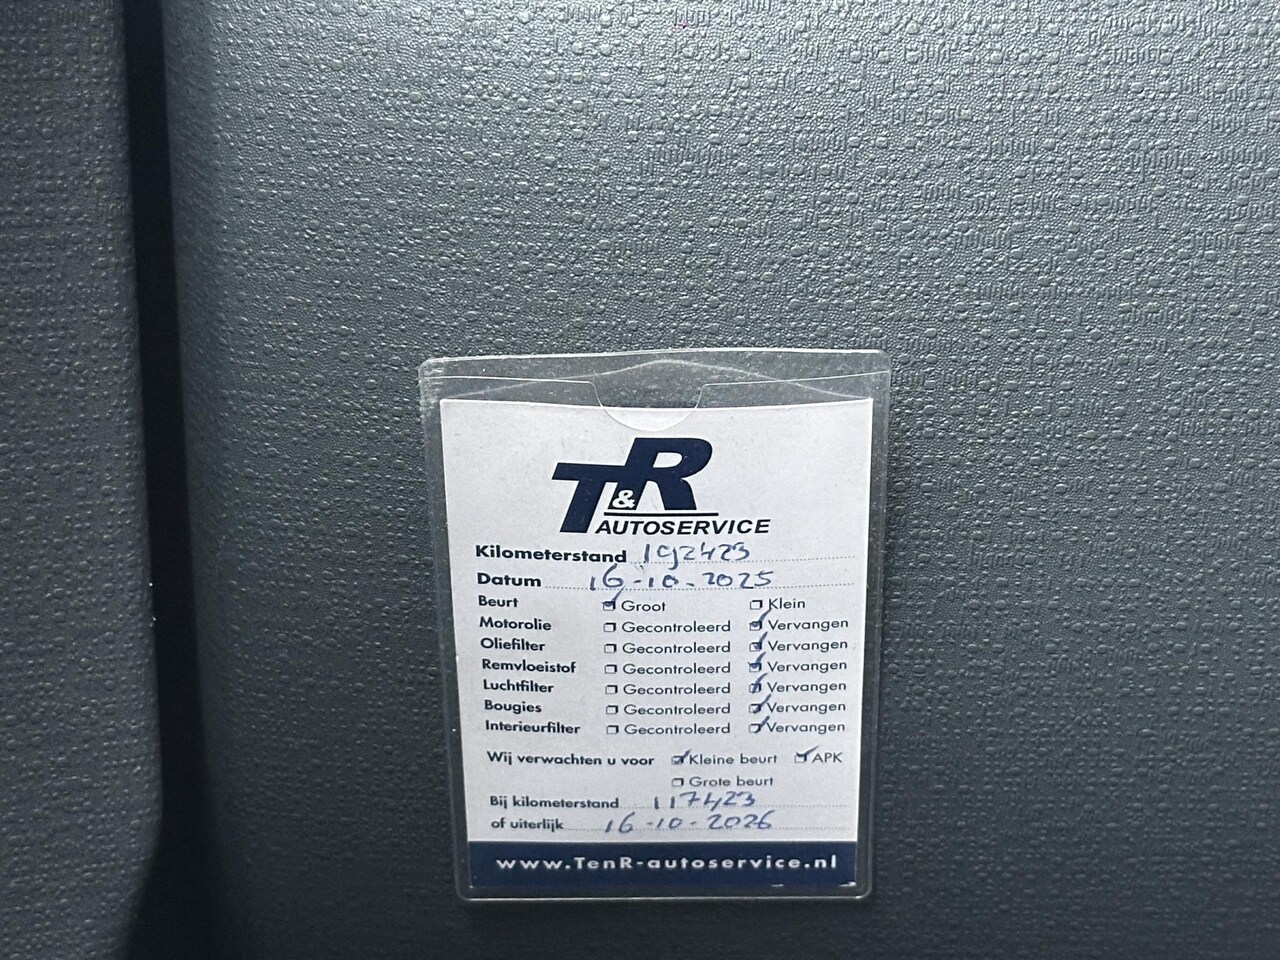 T&R
AUTOSERVICE
Kilometerstand 102423
Datum 16-10-2025
Beurt Groot Klein
Motorolie Gecontroleerd Vervangen
Oliefilter Gecontroleerd Vervangen
Remvloeistof Gecontroleerd Vervangen
Luchtfilter Gecontroleerd Vervangen
Bougies Gecontroleerd Vervangen
Interieurfilter Gecontroleerd Vervangen
Wij verwachten u voor Kleine beurt APK
Grote beurt
Bij kilometerstand 117423
of uiterlijk 16-10-2026
www.TenR-autoservice.nl